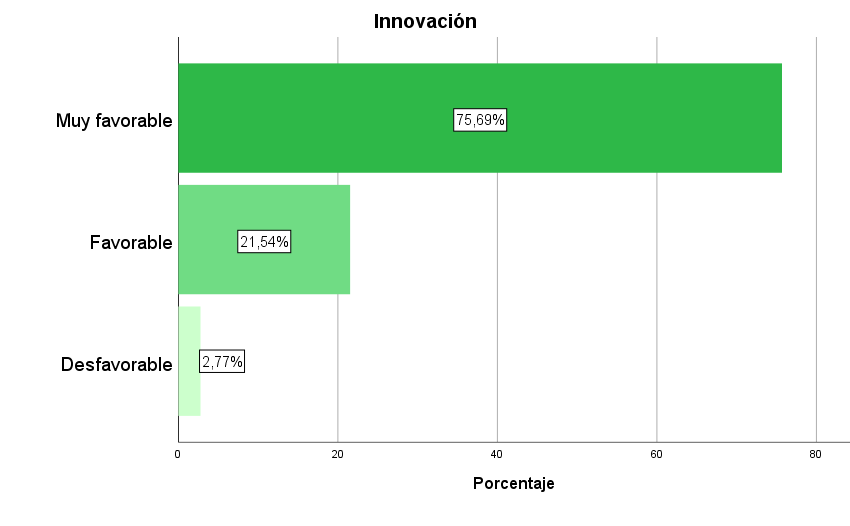 Innovación
Muy favorable
75,69%
Favorable
21,54%
Desfavorable
2,77%
0 20 40 60 80
Porcentaje